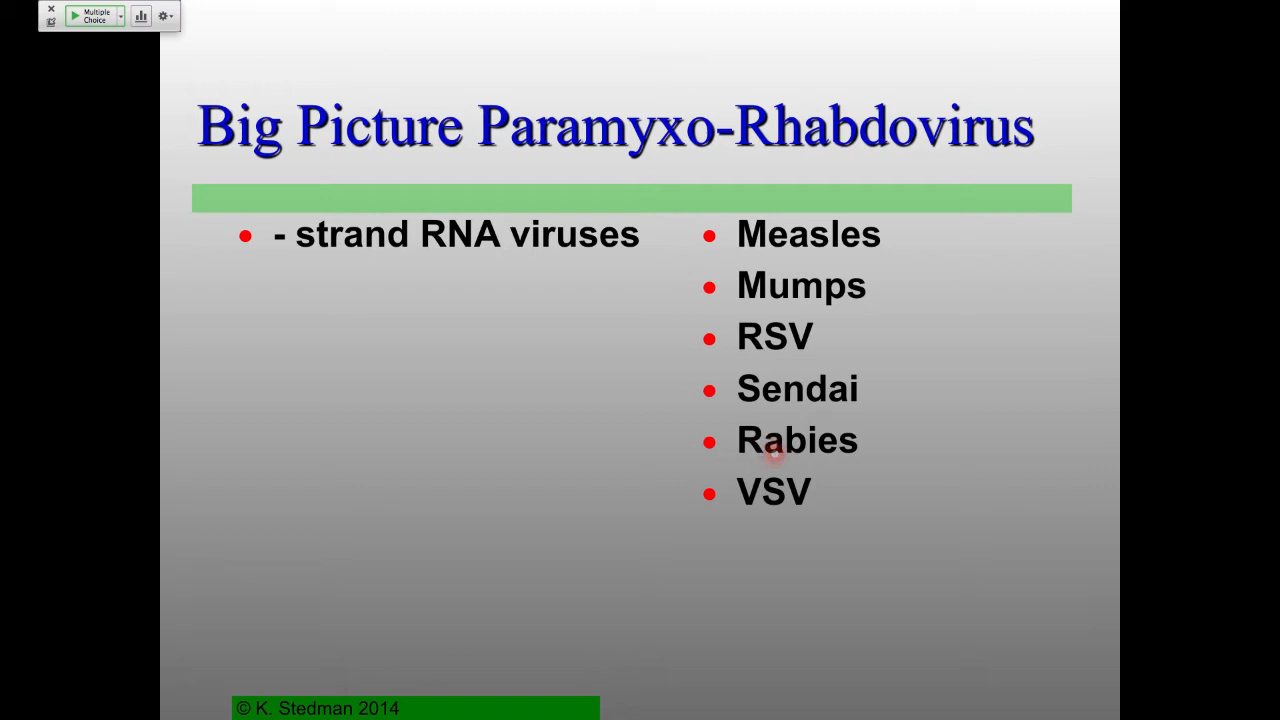 Multiple
Choice
Big Picture Paramyxo-Rhabdovirus
- strand RNA viruses
Measles
Mumps
RSV
Sendai
Rabies
VSV
© K. Stedman 2014